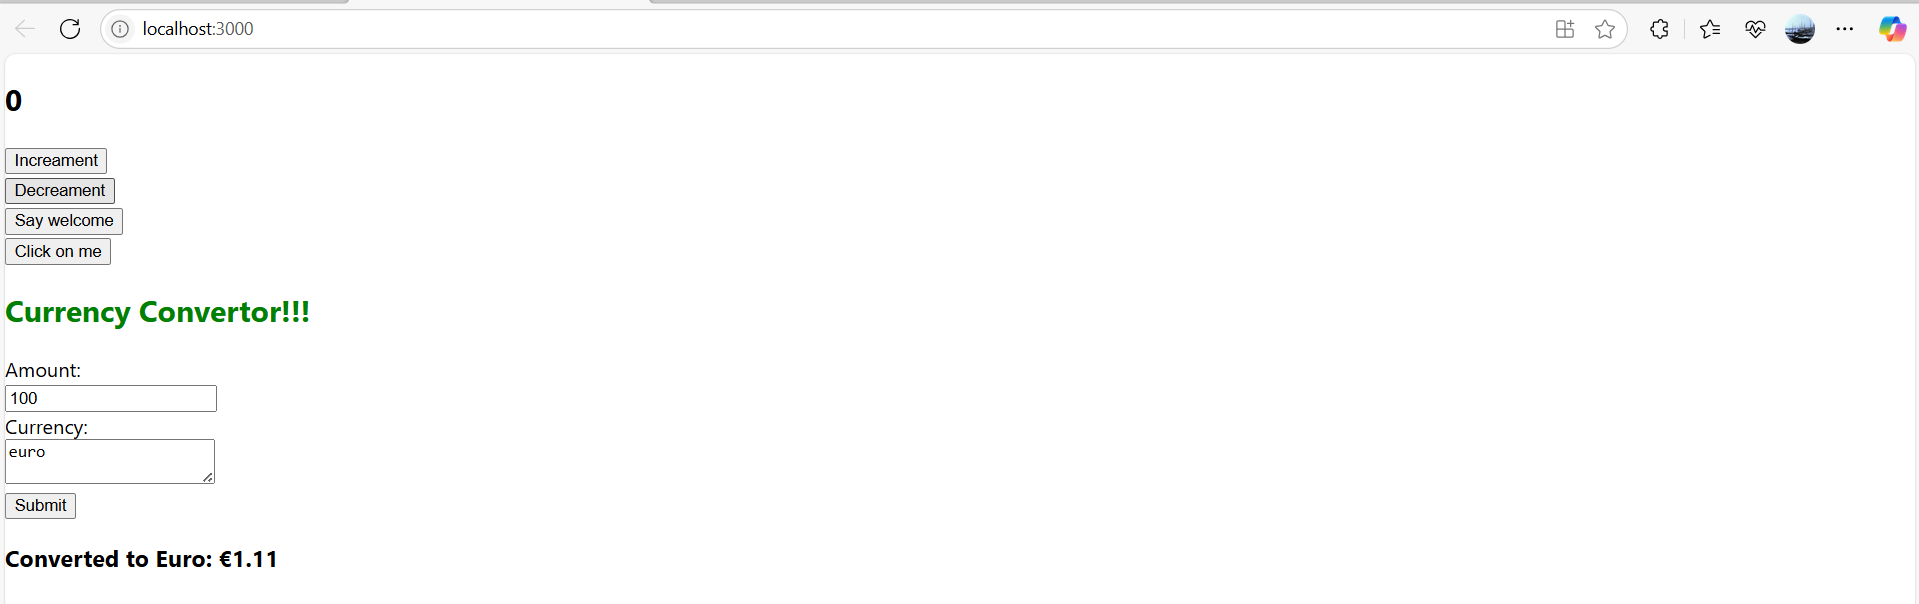 localhost:3000
0
Increament
Decreament
Say welcome
Click on me
Currency Convertor!!!
Amount:
100
Currency:
euro
Submit
Converted to Euro: €1.11